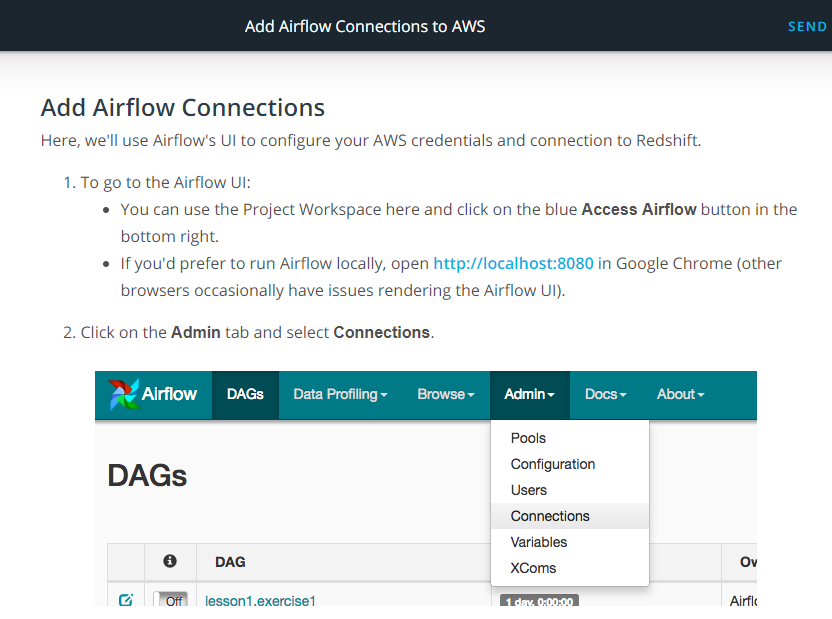 Add Airflow Connections to AWS
SEND
Add Airflow Connections
Here, we'll use Airflow's UI to configure your AWS credentials and connection to Redshift.
1. To go to the Airflow UI:
• You can use the Project Workspace here and click on the blue Access Airflow button in the
bottom right.
• If you'd prefer to run Airflow locally, open http://localhost:8080 in Google Chrome (other
browsers occasionally have issues rendering the Airflow UI).
2. Click on the Admin tab and select Connections.
Airflow DAGs Data Profiling Browse Admin Docs About
Pools
Configuration
Users
Connections
Variables
XComs
DAGs
DAG
Off lesson1.exercise1 1 day, 0:00:00